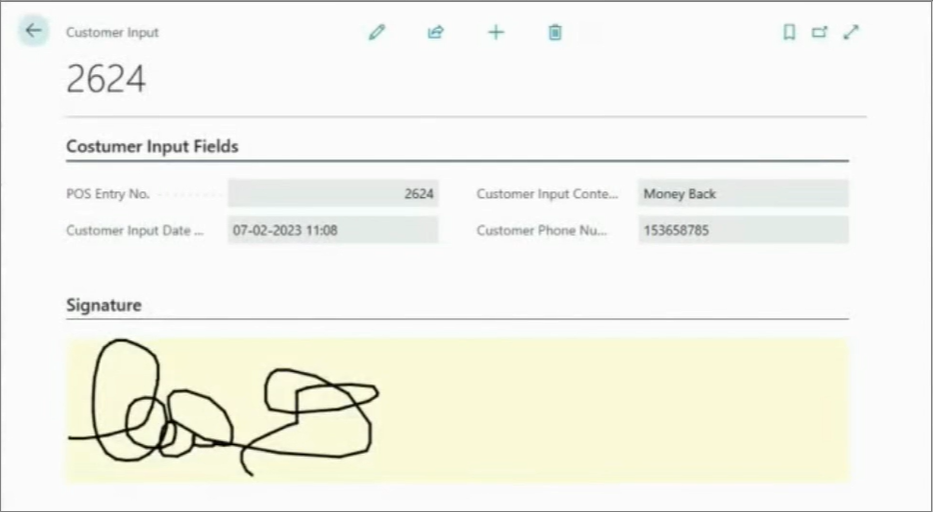 Customer Input
2624
Costumer Input Fields
POS Entry No. 2624 Customer Input Conte... Money Back
Customer Input Date ... 07-02-2023 11:08 Customer Phone Nu... 153658785
Signature